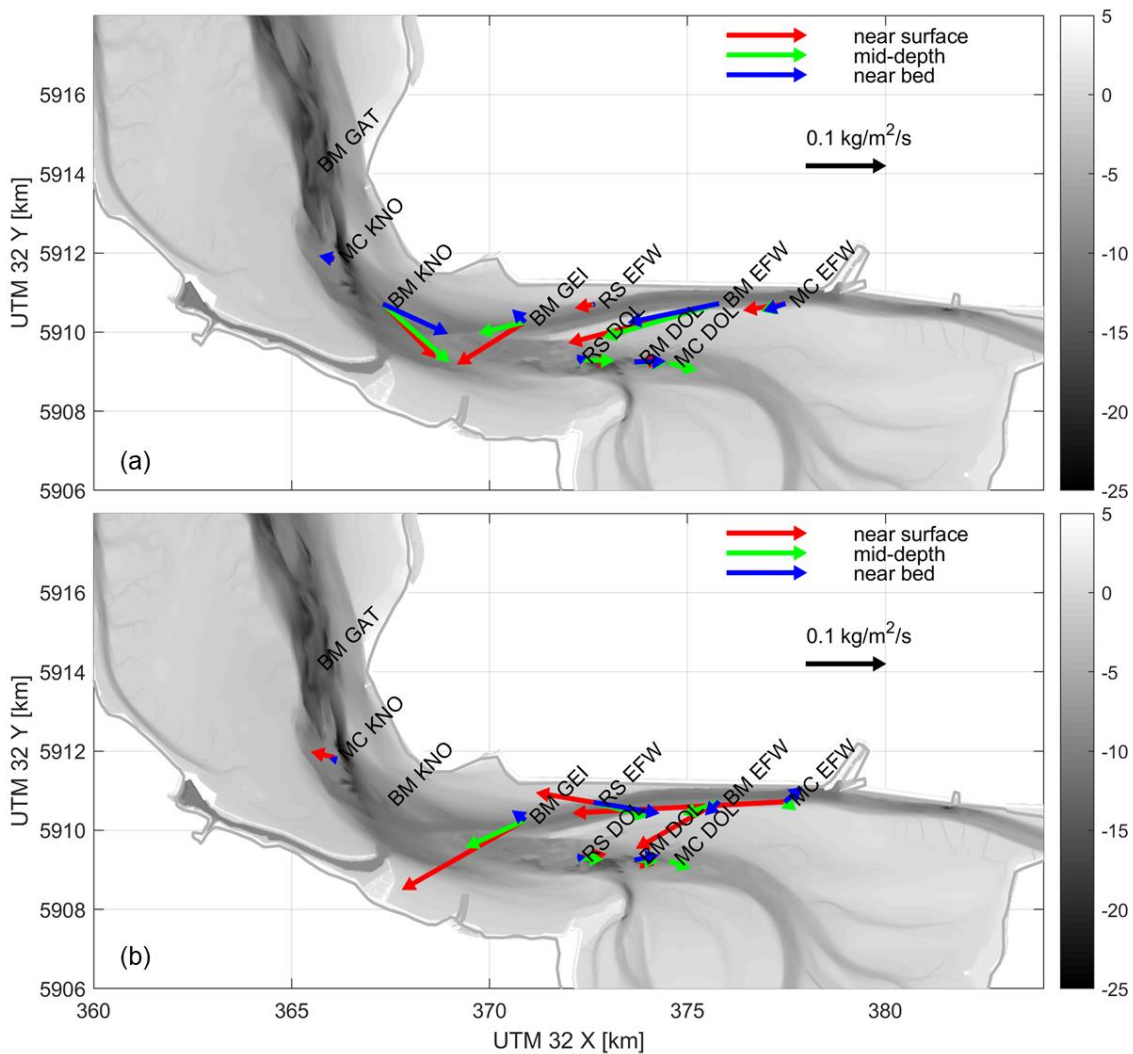 near surface
mid-depth
near bed
0.1 kg/m²/s
BM GAT
MC KNO
BM KNO
BM GEI
RS EFW
BM EFW
MC EFW
RS DOL
BM DOL
MC DOL
(a)
5916
5914
5912
5910
5908
5906
UTM 32 Y [km]
365
370
375
380
5
0
-5
-10
-15
-20
-25
near surface
mid-depth
near bed
0.1 kg/m²/s
BM GAT
MC KNO
BM KNO
BM GEI
RS EFW
BM EFW
MC EFW
RS DOL
BM DOL
MC DOL
(b)
5916
5914
5912
5910
5908
5906
UTM 32 Y [km]
360
365
370
375
380
UTM 32 X [km]
5
0
-5
-10
-15
-20
-25